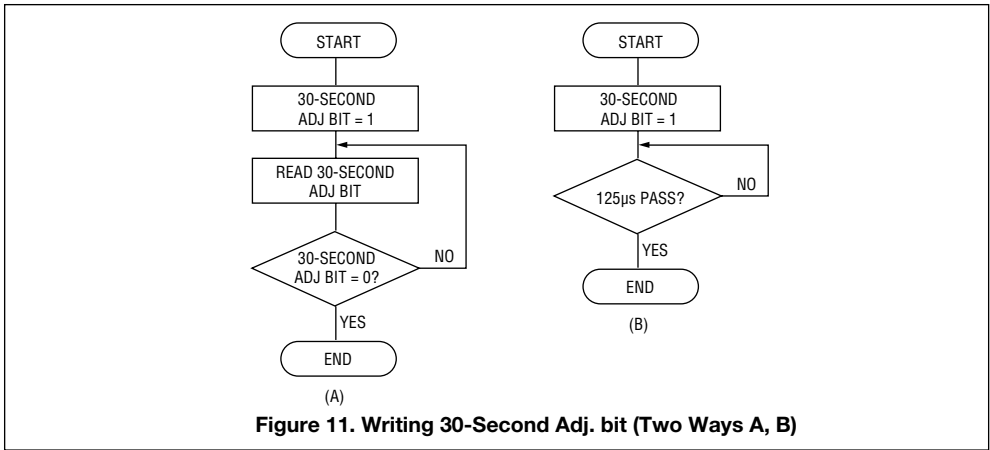 START
30-SECOND
ADJ BIT = 1
READ 30-SECOND
ADJ BIT
30-SECOND
ADJ BIT = 0?
NO
YES
END
(A)
START
30-SECOND
ADJ BIT = 1
125µs PASS?
NO
YES
END
(B)
Figure 11. Writing 30-Second Adj. bit (Two Ways A, B)